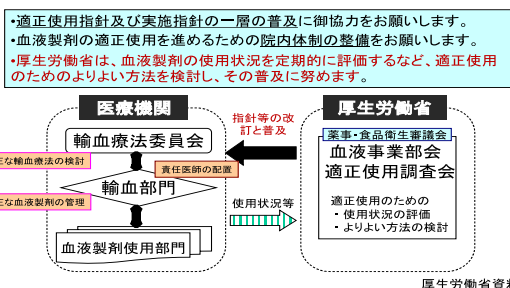 ・適正使用指針及び実施指針の一層の普及に御協力をお願いします。
・血液製剤の適正使用を進めるための院内体制の整備をお願いします。
・厚生労働省は、血液製剤の使用状況を定期的に評価するなど、適正使用
のためのよりよい方法を検討し、その普及に努めます。
医療機関
厚生労働省
指針等の改
訂と普及
輸血療法委員会
薬事・食品衛生審議会
血液事業部会
適正使用調査会
正な輸血療法の検討
責任医師の配置
輸血部門
正な血液製剤の管理
使用状況等
適正使用のための
・使用状況の評価
・よりよい方法の検討
血液製剤使用部門
厚生労働省資料